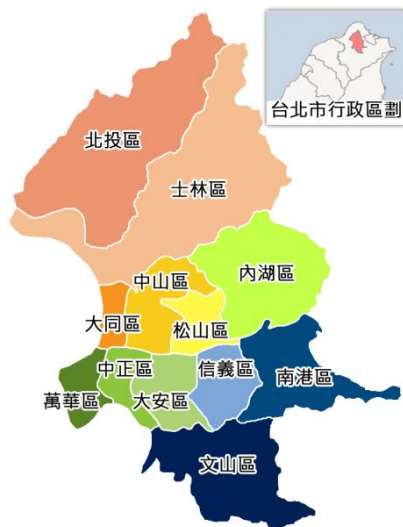 台北市行政區劃
北投區
士林區
中山區
內湖區
大同區
松山區
中正區
信義區
南港區
萬華區
大安區
文山區